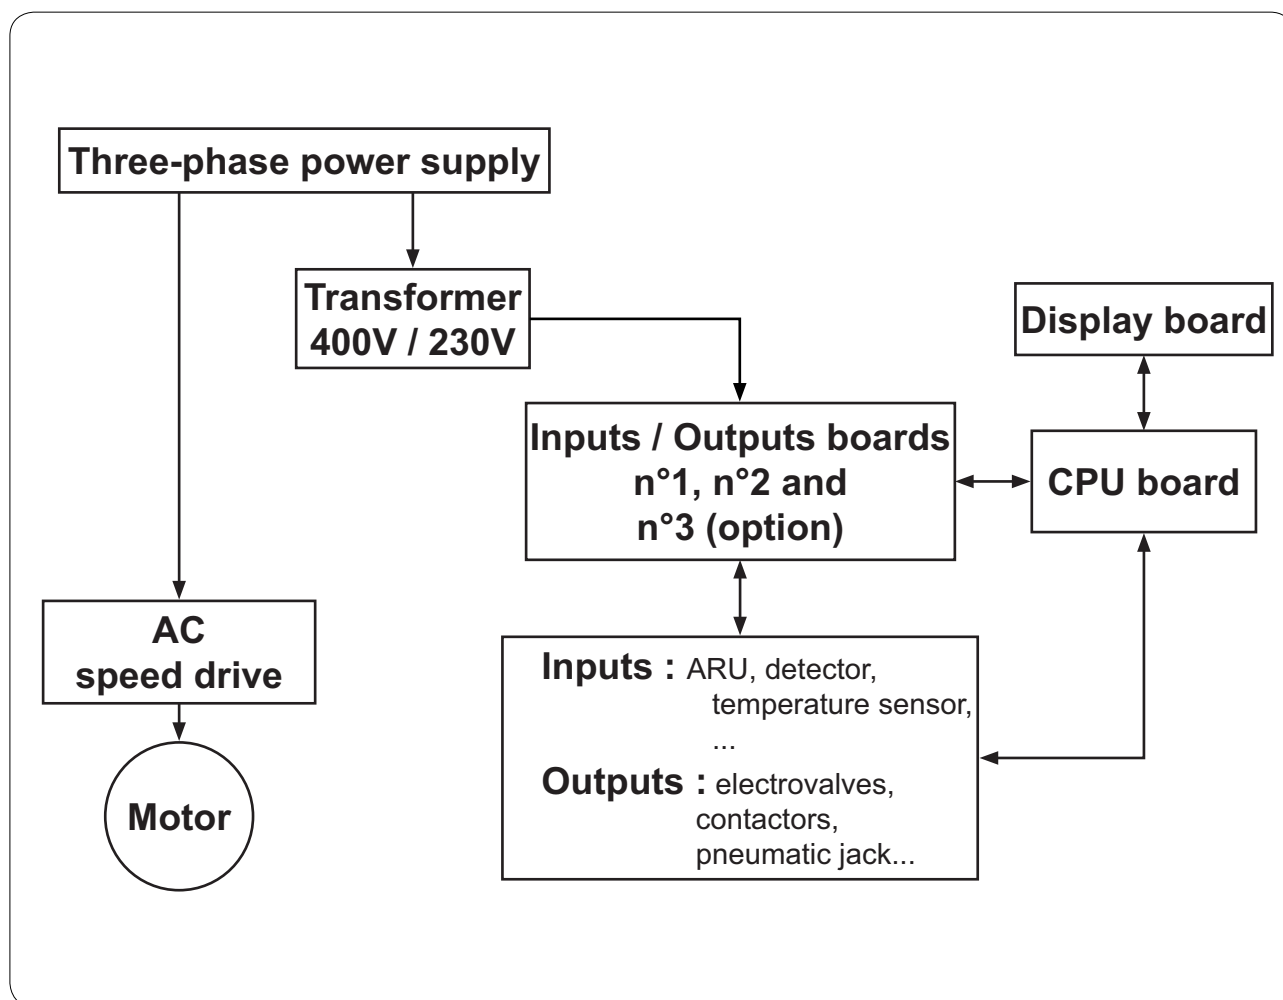 Three-phase power supply
Transformer
400V / 230V
Display board
Inputs / Outputs boards
n°1, n°2 and
n°3 (option)
CPU board
AC
speed drive
Inputs : ARU, detector,
temperature sensor,
...
Outputs : electrovalves,
contactors,
pneumatic jack...
Motor